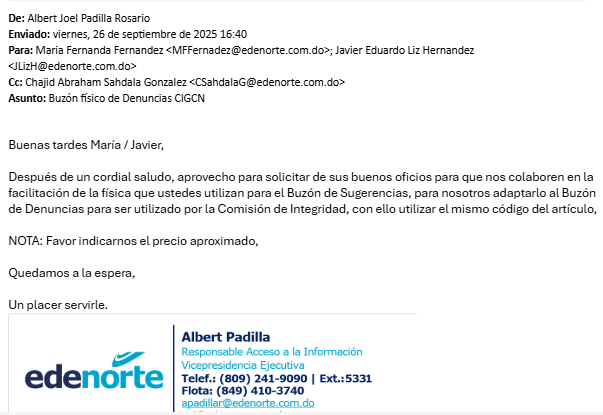 De: Albert Joel Padilla Rosario
Enviado: viernes, 26 de septiembre de 2025 16:40
Para: Maria Fernanda Fernandez <MFFernadez@edenorte.com.do>; Javier Eduardo Liz Hernandez
<JLizH@edenorte.com.do>
Cc: Chajid Abraham Sahdala Gonzalez <CSahdalaG@edenorte.com.do>
Asunto: Buzón físico de Denuncias CIGCN
Buenas tardes María / Javier,
Después de un cordial saludo, aprovecho para solicitar de sus buenos oficios para que nos colaboren en la
facilitación de la física que ustedes utilizan para el Buzón de Sugerencias, para nosotros adaptarlo al Buzón
de Denuncias para ser utilizado por la Comisión de Integridad, con ello utilizar el mismo código del artículo,
NOTA: Favor indicarnos el precio aproximado,
Quedamos a la espera,
Un placer servirle.
edenorte
Albert Padilla
Responsable Acceso a la Información
Vicepresidencia Ejecutiva
Telef.: (809) 241-9090 | Ext.:5331
Flota: (849) 410-3740
apadillar@edenorte.com.do